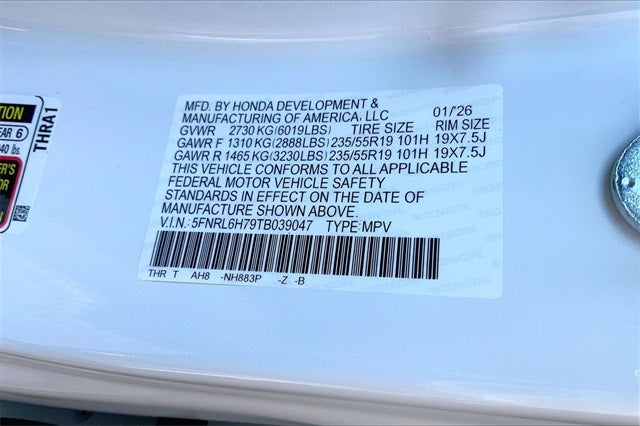 MFD. BY HONDA DEVELOPMENT &
MANUFACTURING OF AMERICA, LLC 01/'26
GVWR 2730 KG(6019LBS) TIRE SIZE RIM SIZE
GAWR F 1310 KG(2888LBS) 235/55R19 101H 19X7.5J
GAWR R 1465 KG(3230LBS) 235/55R19 101H 19X7.5J
THIS VEHICLE CONFORMS TO ALL APPLICABLE
FEDERAL MOTOR VEHICLE SAFETY
STANDARDS IN EFFECT ON THE DATE OF
MANUFACTURE SHOWN ABOVE.
V.I.N.: 5FNRL6H79TB039047 TYPE: MPV
THR T AH8 -NH883P -Z -B
THRA1